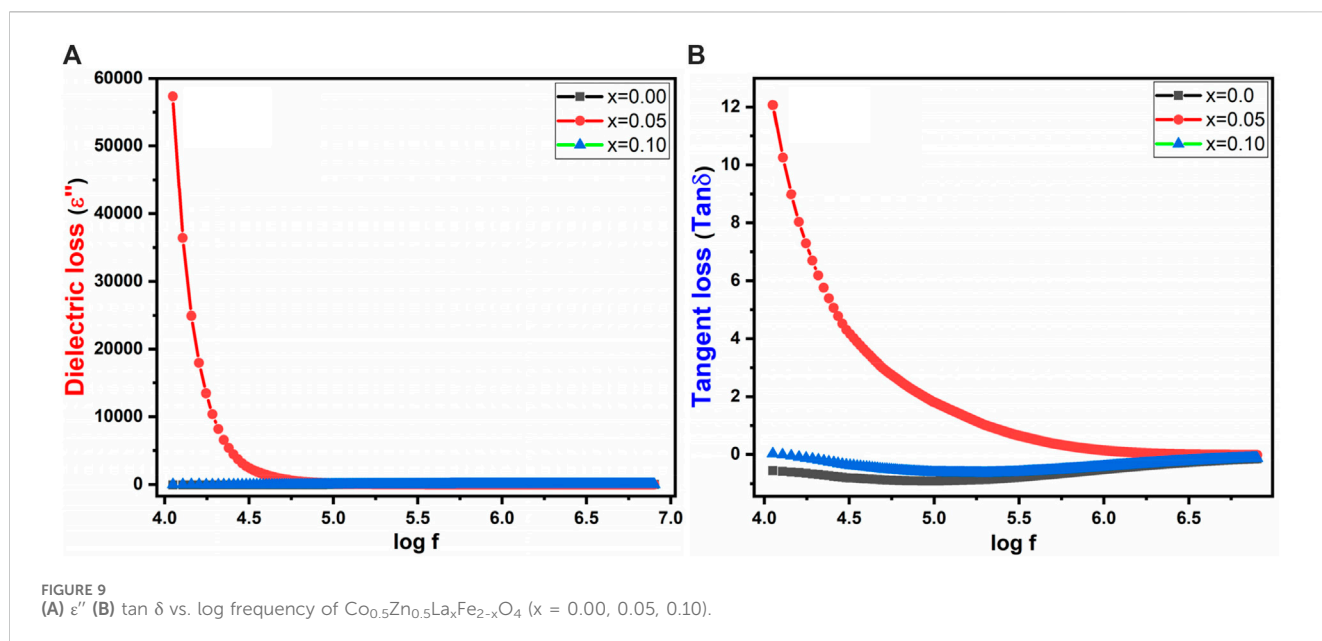 A
60000
50000
40000
30000
20000
10000
0
Dielectric loss (ε'')
4.0 4.5 5.0 5.5 6.0 6.5 7.0
log f
x=0.00
x=0.05
x=0.10
B
12
10
8
6
4
2
0
Tangent loss (Tanδ)
4.0 4.5 5.0 5.5 6.0 6.5
log f
x=0.0
x=0.05
x=0.10
FIGURE 9
(A) ε'' (B) tan δ vs. log frequency of Co₀.₅Zn₀.₅LaₓFe₂₋ₓO₄ (x = 0.00, 0.05, 0.10).